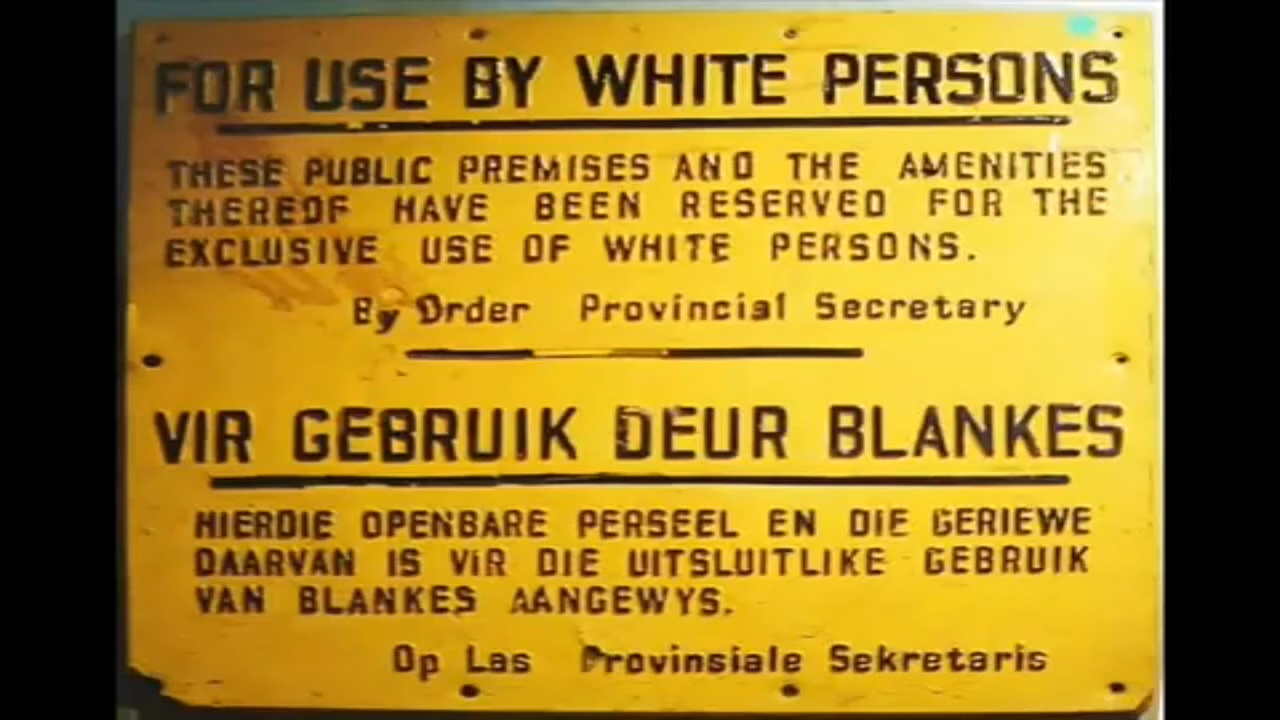 FOR USE BY WHITE PERSONS
THESE PUBLIC PREMISES AND THE AMENITIES
THEREOF HAVE BEEN RESERVED FOR THE
EXCLUSIVE USE OF WHITE PERSONS.
By Order Provincial Secretary
VIR GEBRUIK DEUR BLANKES
HIERDIE OPENBARE PERSEEL EN DIE GERIEWE
DAARVAN IS VIR DIE UITSLUITLIKE GEBRUIK
VAN BLANKES AANGEWYS.
Op Las Provinsiale Sekretaris